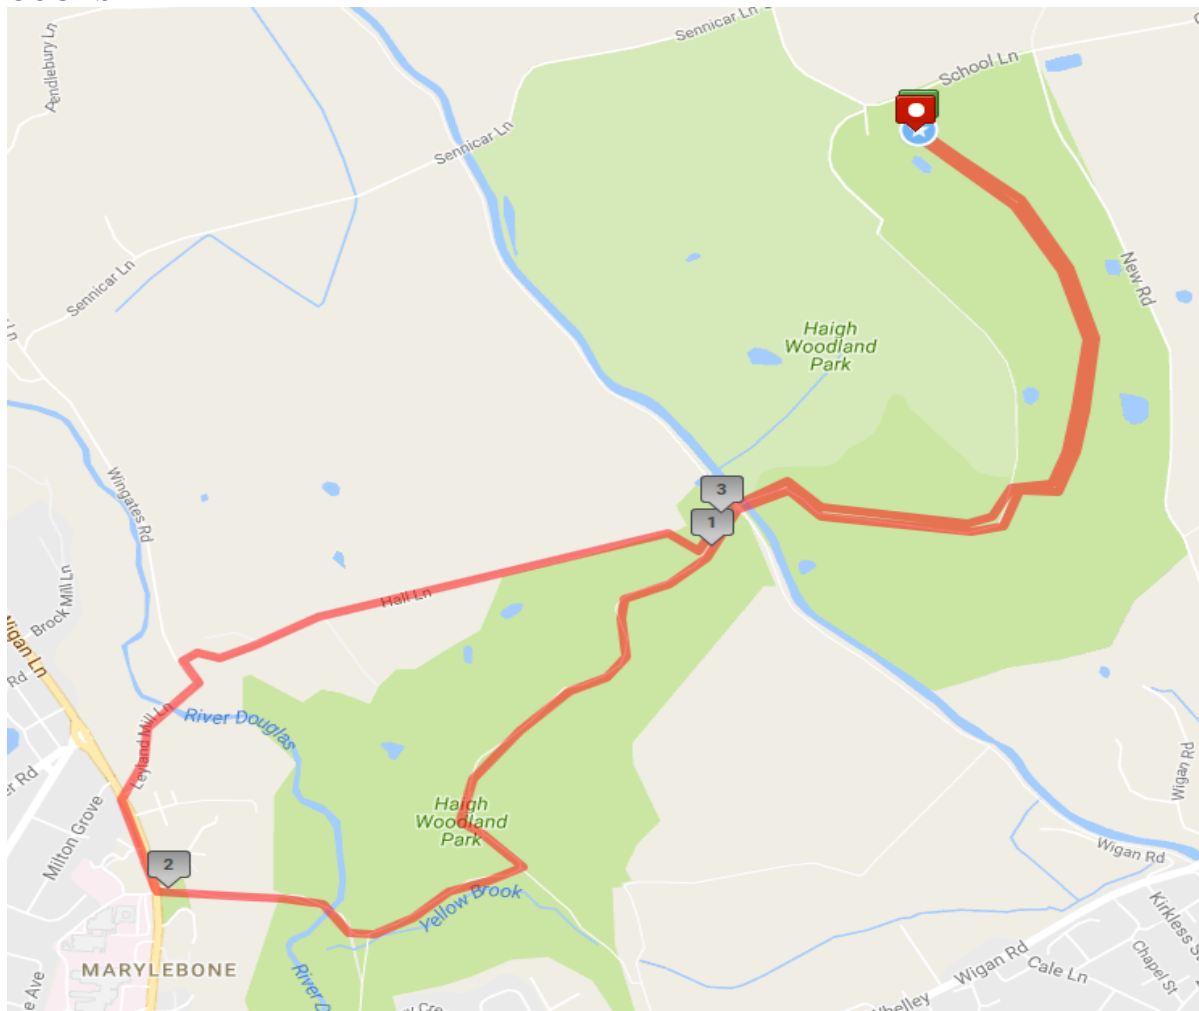 Pendlebury Ln
Sennicar Ln
School Ln
Sennicar Ln
Sennicar Ln
New Rd
Haigh
Woodland
Park
Wingates Rd
3
1
Brock Mill Ln
Wigan Ln
Hall Ln
Rd
River Douglas
Leyland Mill Ln
Wigan Rd
Milton Grove
Haigh
Woodland
Park
2
Wigan Rd
Yellow Brook
Kirkless S
MARYLEBONE
River D
Wigan Rd
Cale Ln
Chapel St
e Ave
Whelley